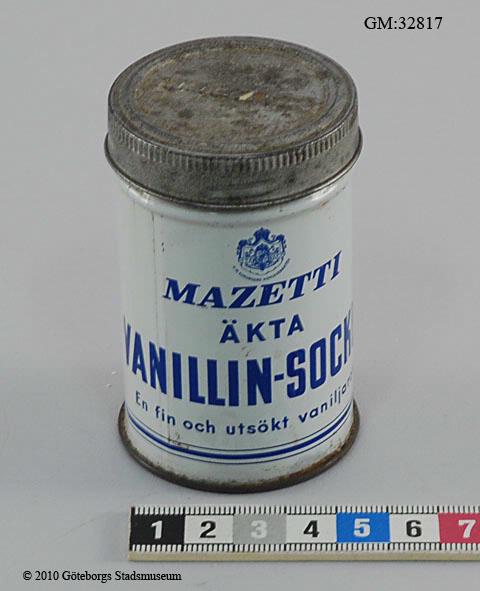 GM:32817
MAZETTI
ÄKTA
VANILLIN-SOCK
En fin och utsökt vaniljar
1 2 3 4 5 6 7
© 2010 Göteborgs Stadsmuseum